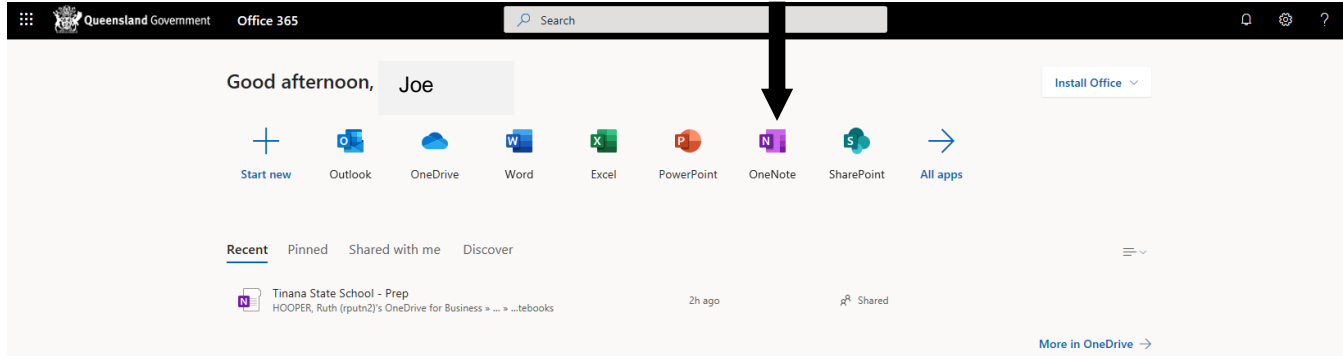 Queensland Government Office 365 Search ?
Good afternoon, Joe
Install Office
Start new Outlook OneDrive Word Excel PowerPoint OneNote SharePoint All apps
Recent Pinned Shared with me Discover
Tinana State School - Prep 2h ago Shared
HOOPER, Ruth (rputn2)'s OneDrive for Business » ... » ...tebooks
More in OneDrive →